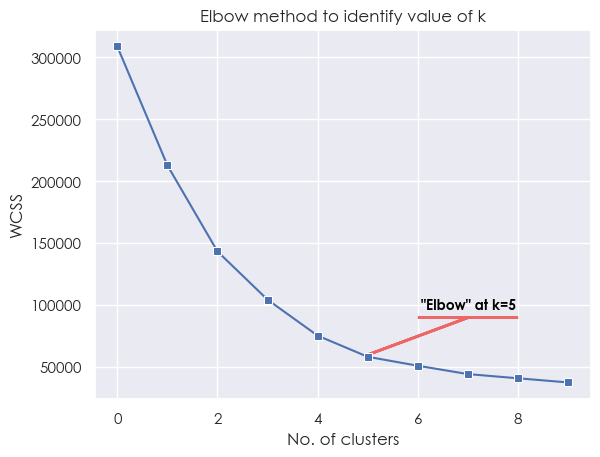 Elbow method to identify value of k
WCSS
300000
250000
200000
150000
100000
50000
"Elbow" at k=5
0
2
4
6
8
No. of clusters